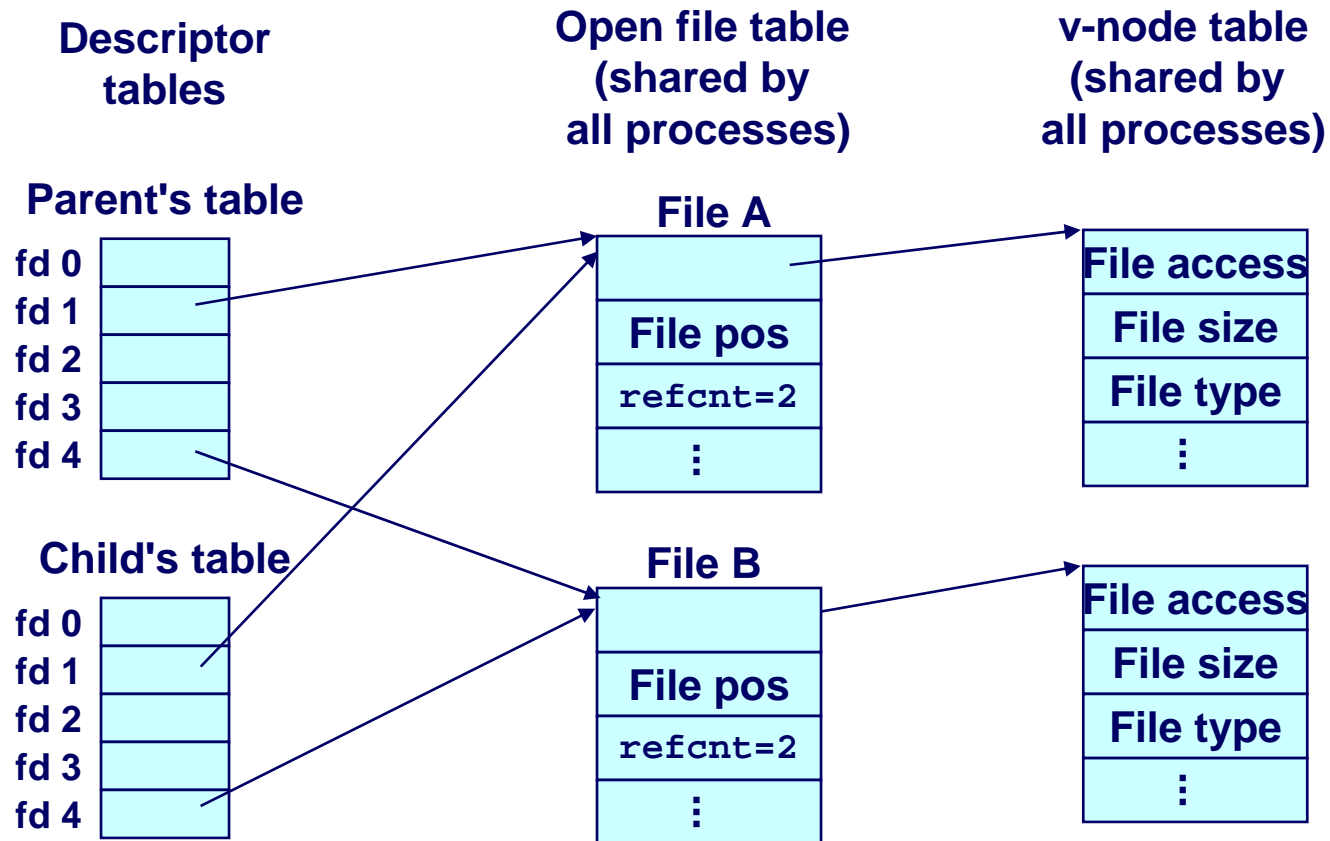 Descriptor
tables
Open file table
(shared by
all processes)
v-node table
(shared by
all processes)
Parent's table
fd 0
fd 1
fd 2
fd 3
fd 4
File A
File pos
refcnt=2
⋮
File access
File size
File type
⋮
Child's table
fd 0
fd 1
fd 2
fd 3
fd 4
File B
File pos
refcnt=2
⋮
File access
File size
File type
⋮